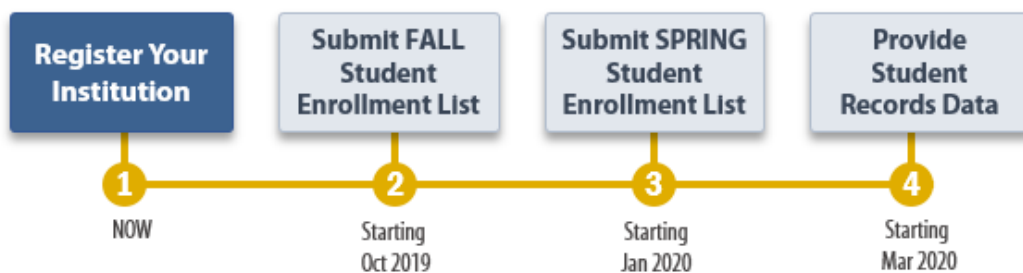 Register Your
Institution
Submit FALL
Student
Enrollment List
Submit SPRING
Student
Enrollment List
Provide
Student
Records Data
1
2
3
4
NOW
Starting
Oct 2019
Starting
Jan 2020
Starting
Mar 2020